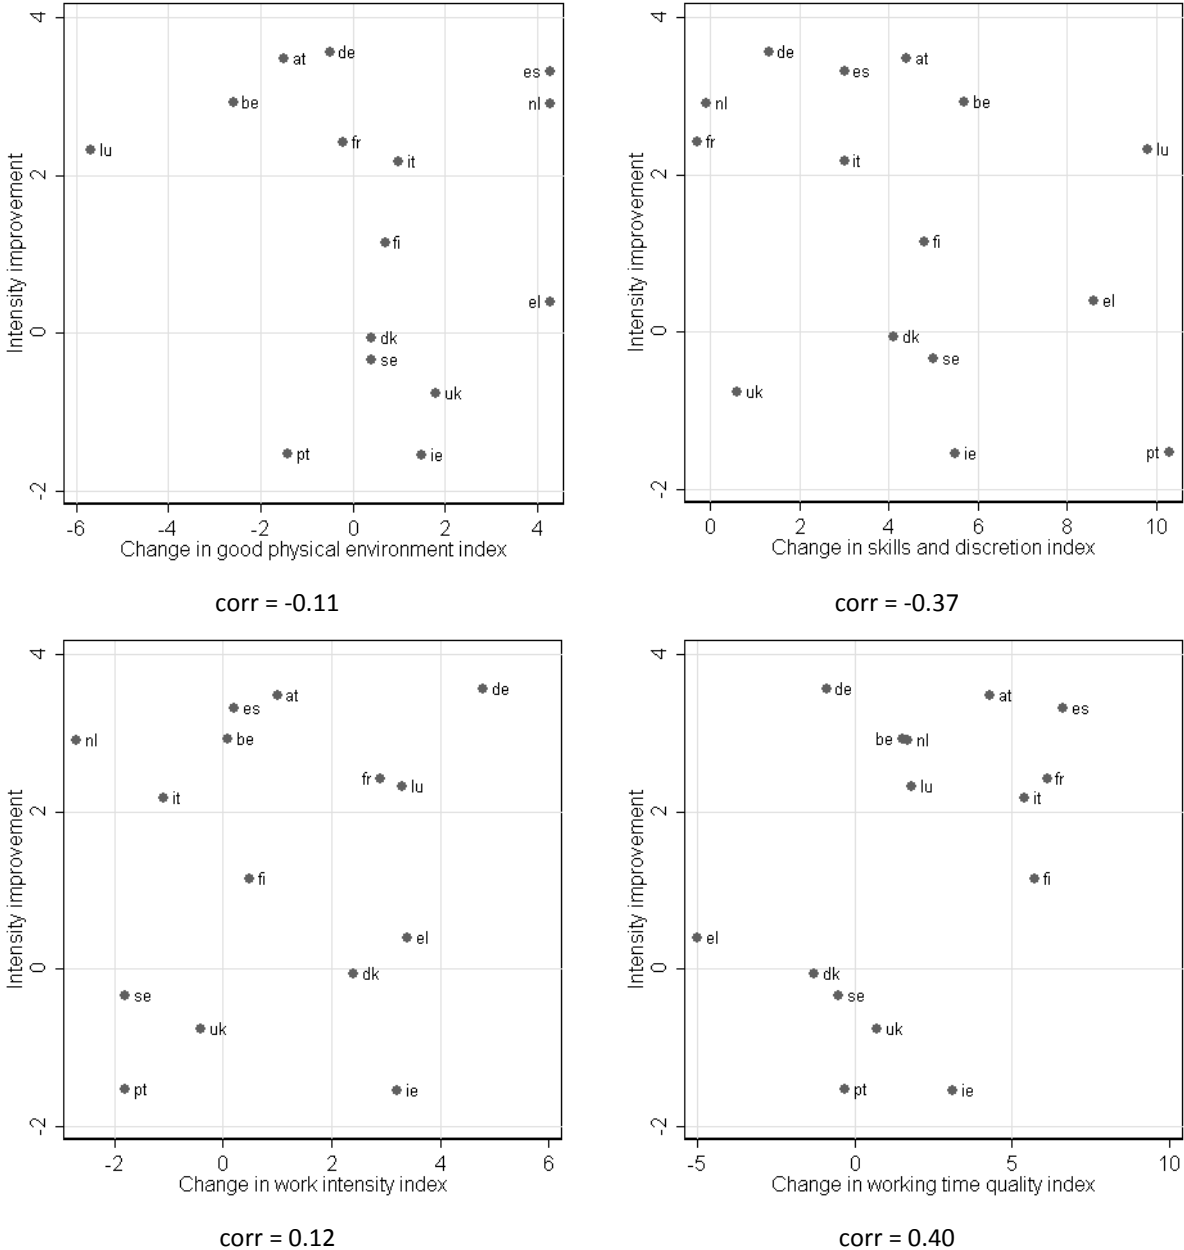 4
2
0
-2
Intensity improvement
at
de
es
be
nl
fr
it
lu
fi
el
dk
se
uk
pt
ie
-6 -4 -2 0 2 4
Change in good physical environment index
corr = -0.11
4
2
0
-2
Intensity improvement
de
at
es
be
nl
fr
it
lu
fi
el
dk
se
uk
ie
pt
0 2 4 6 8 10
Change in skills and discretion index
corr = -0.37
4
2
0
-2
Intensity improvement
de
at
es
be
nl
fr
lu
it
fi
el
dk
se
uk
pt
ie
-2 0 2 4 6
Change in work intensity index
corr = 0.12
4
2
0
-2
Intensity improvement
de
at
es
be
nl
fr
lu
it
fi
el
dk
se
uk
pt
ie
-5 0 5 10
Change in working time quality index
corr = 0.40